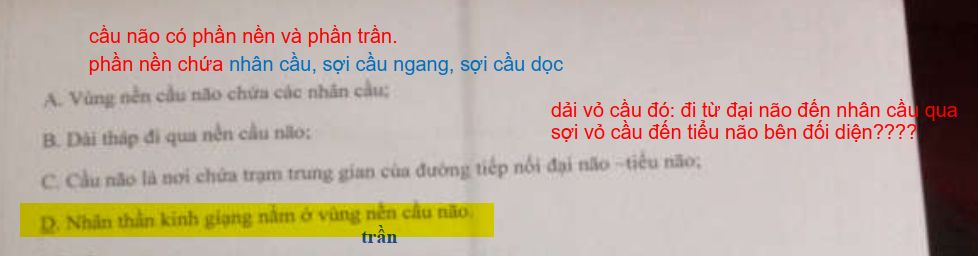 cầu não có phần nền và phần trần.
phần nền chứa nhân cầu, sợi cầu ngang, sợi cầu dọc
A. Vùng nền cầu não chứa các nhân cầu;
dải vỏ cầu đó: đi từ đại não đến nhân cầu qua
sợi vỏ cầu đến tiểu não bên đối diện????
B. Dải tháp đi qua nền cầu não;
C. Cầu não là nơi chứa trạm trung gian của đường tiếp nối đại não –tiểu não;
D. Nhân thần kinh giạng nằm ở vùng nền cầu não.
trần